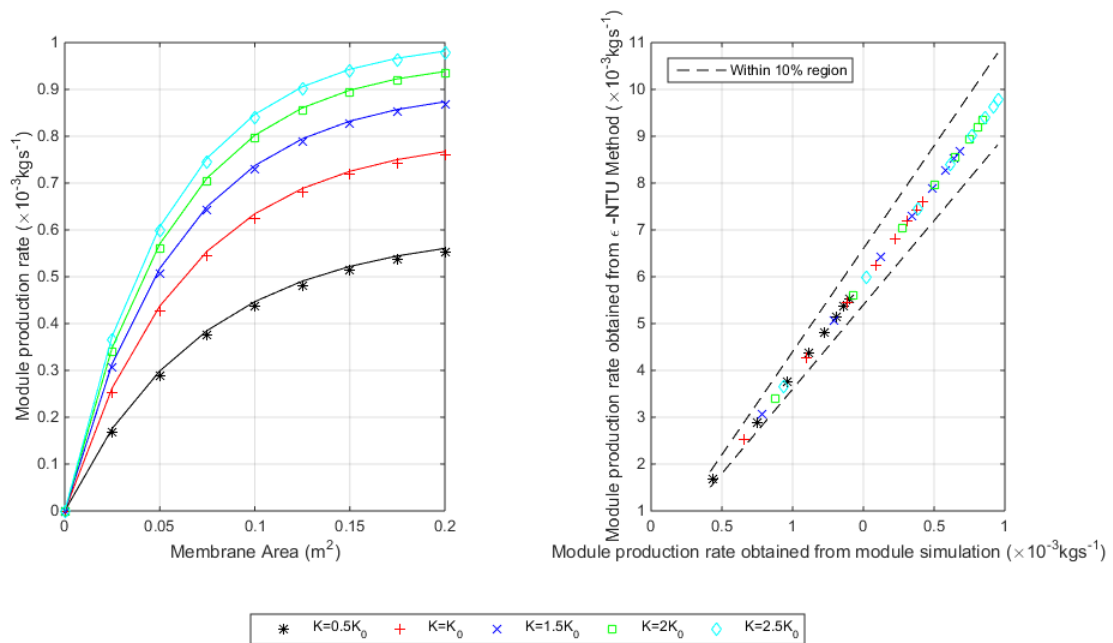 1
0.9
0.8
0.7
0.6
0.5
0.4
0.3
0.2
0.1
0
0 0.05 0.1 0.15 0.2
Module production rate (×10⁻³kgs⁻¹)
Membrane Area (m²)
11
10
9
8
7
6
5
4
3
2
1
0 0.5 1 0 0.5 1
Within 10% region
Module production rate obtained from ϵ -NTU Method (×10⁻³kgs⁻¹)
Module production rate obtained from module simulation (×10⁻³kgs⁻¹)
K=0.5K₀ K=K₀ K=1.5K₀ K=2K₀ K=2.5K₀